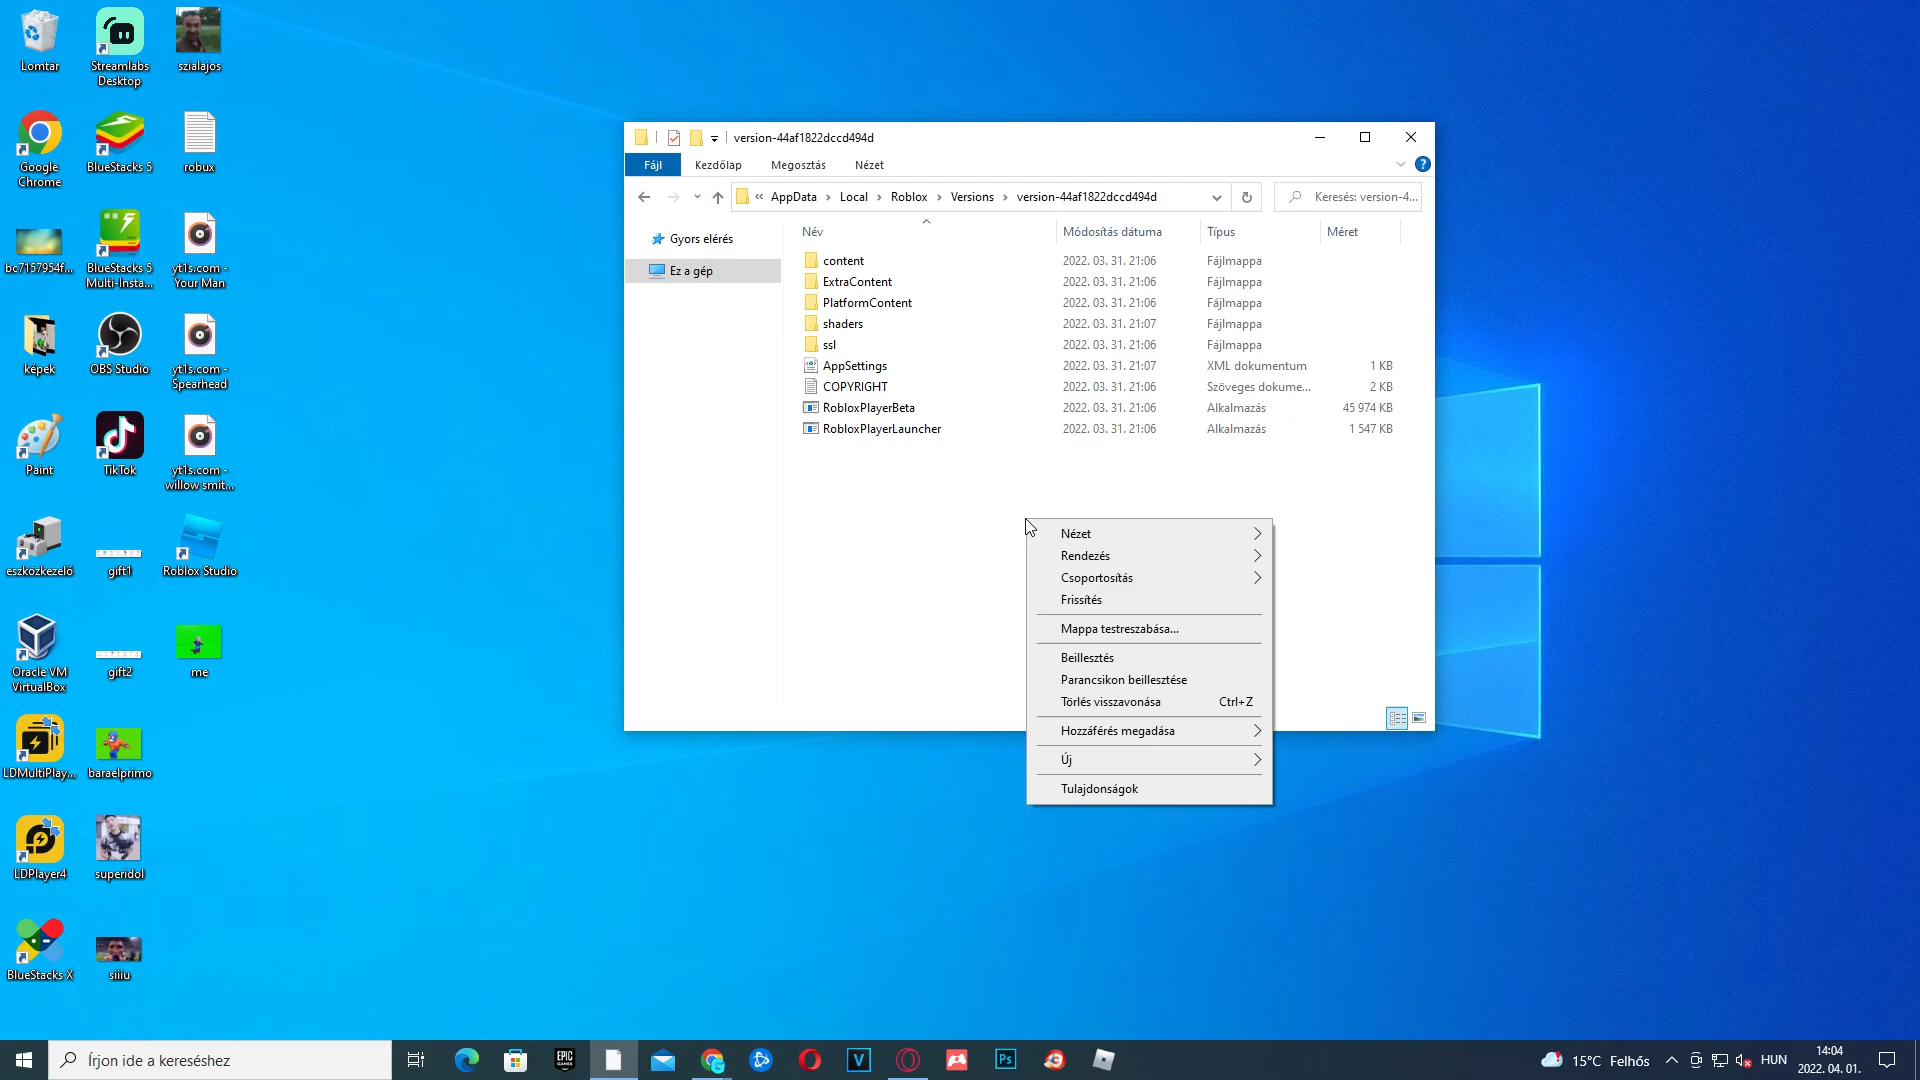 Lomtár
Streamlabs
Desktop
szialajos
Google
Chrome
BlueStacks 5
robux
bc7157954f...
BlueStacks 5
Multi-Insta...
yt1s.com -
Your Man
képek
OBS Studio
yt1s.com -
Spearhead
Paint
TikTok
yt1s.com -
willow smit...
eszközkezelő
gift1
Roblox Studio
Oracle VM
VirtualBox
gift2
me
LDMultiPlay...
baraelprimo
LDPlayer4
superidol
BlueStacks X
siiiu
version-44af1822dccd494d
Fájl Kezdőlap Megosztás Nézet
« AppData > Local > Roblox > Versions > version-44af1822dccd494d
Keresés: version-4...
Gyors elérés
Ez a gép
Név Módosítás dátuma Típus Méret
content 2022. 03. 31. 21:06 Fájlmappa
ExtraContent 2022. 03. 31. 21:06 Fájlmappa
PlatformContent 2022. 03. 31. 21:06 Fájlmappa
shaders 2022. 03. 31. 21:07 Fájlmappa
ssl 2022. 03. 31. 21:06 Fájlmappa
AppSettings 2022. 03. 31. 21:07 XML dokumentum 1 KB
COPYRIGHT 2022. 03. 31. 21:06 Szöveges dokume... 2 KB
RobloxPlayerBeta 2022. 03. 31. 21:06 Alkalmazás 45 974 KB
RobloxPlayerLauncher 2022. 03. 31. 21:06 Alkalmazás 1 547 KB
Nézet
Rendezés
Csoportosítás
Frissítés
Mappa testreszabása...
Beillesztés
Parancsikon beillesztése
Törlés visszavonása Ctrl+Z
Hozzáférés megadása
Új
Tulajdonságok
Írjon ide a kereséshez
EPIC
GAMES
V
Ps
15°C Felhős
HUN
14:04
2022. 04. 01.